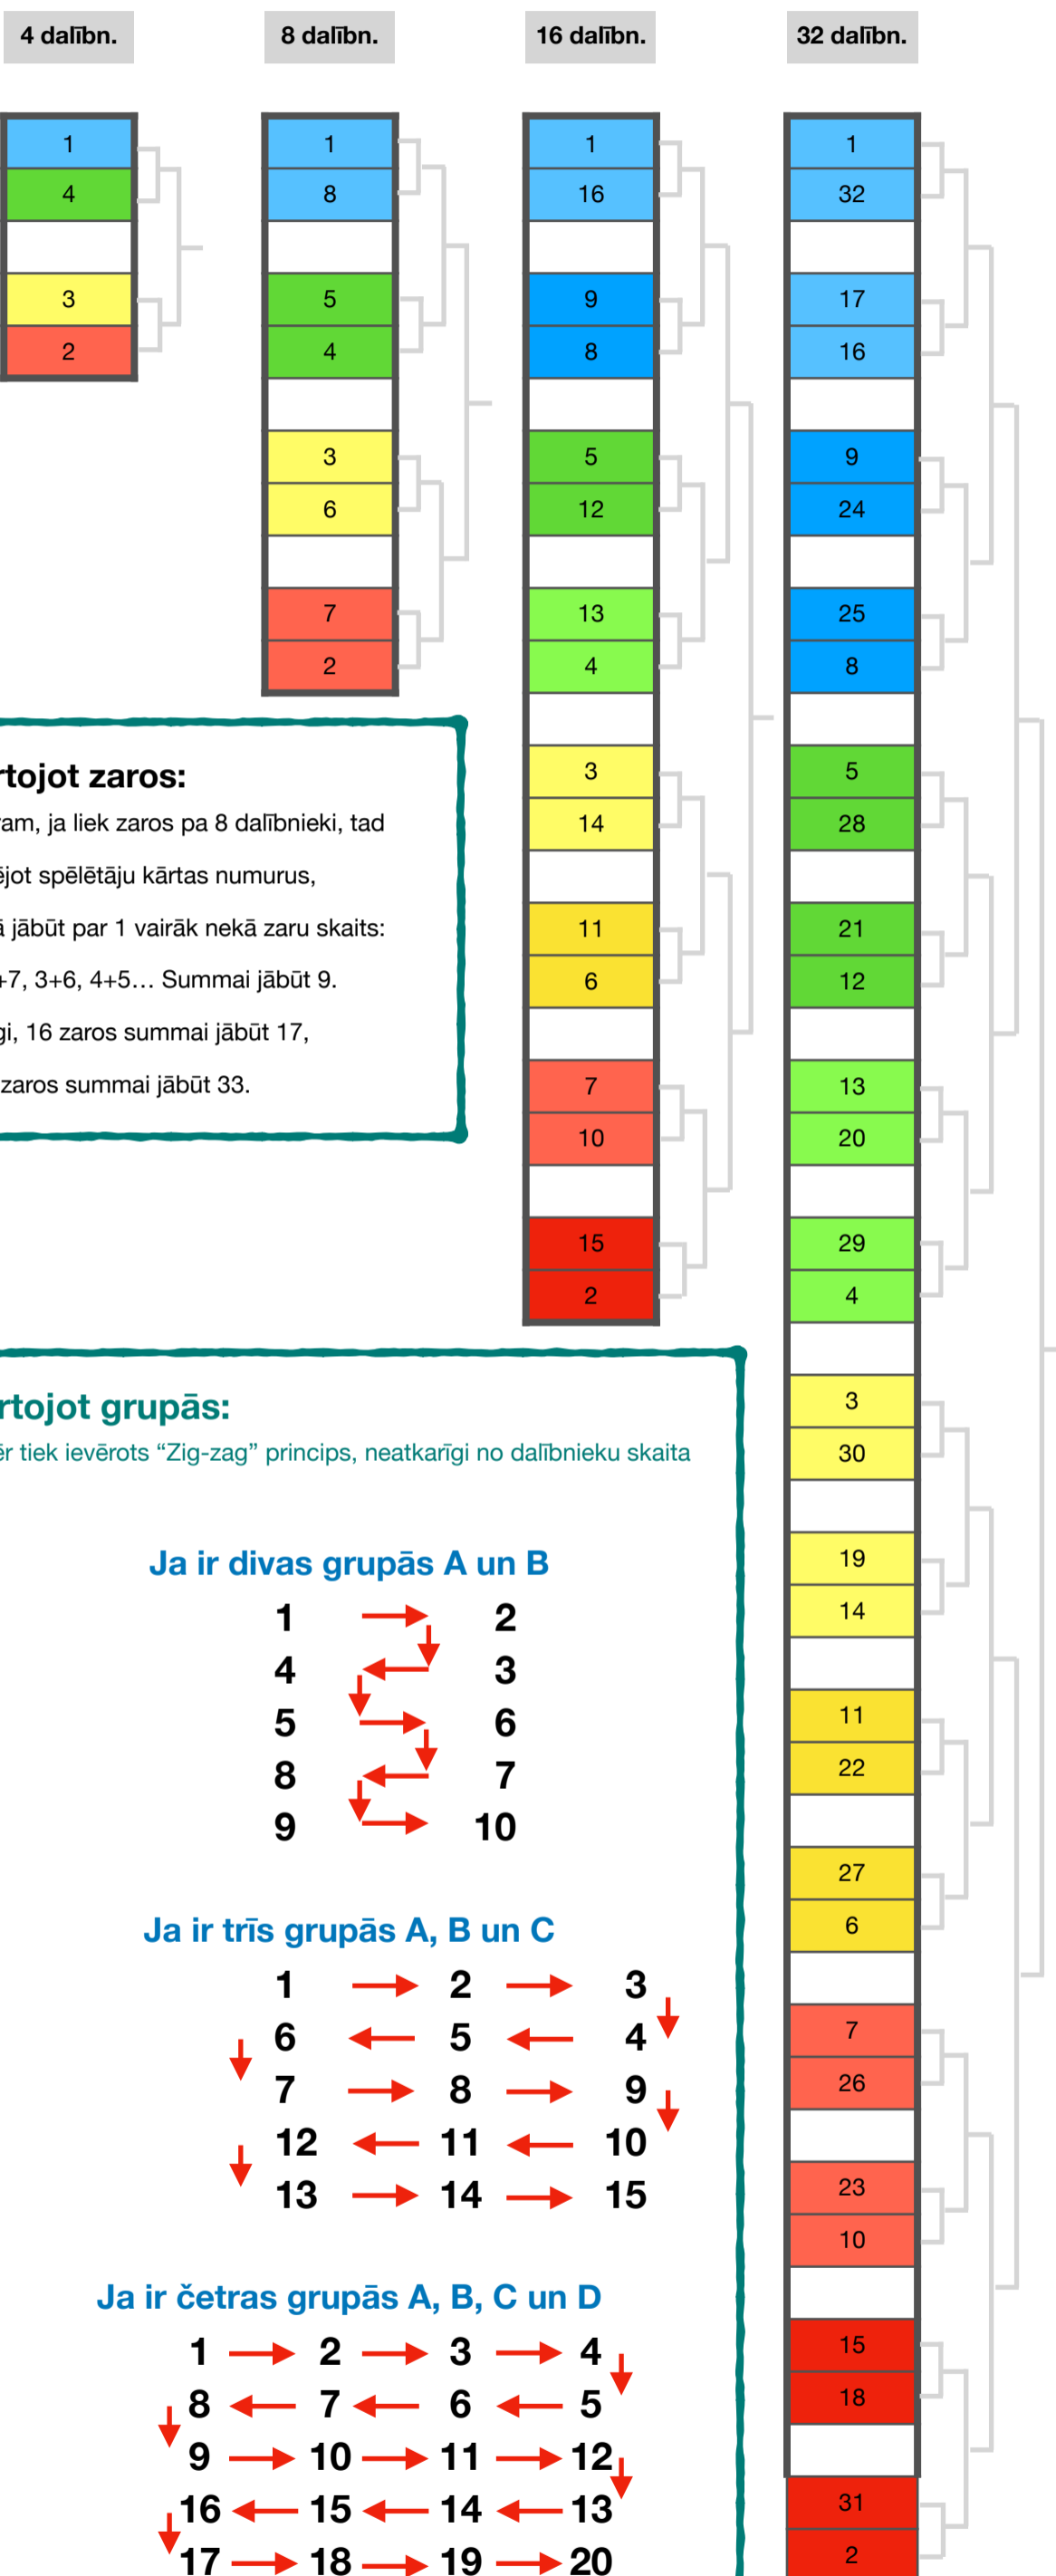 4 dalībn.
8 dalībn.
16 dalībn.
32 dalībn.
1
4
3
2
1
8
5
4
3
6
7
2
1
16
9
8
5
12
13
4
3
14
11
6
7
10
15
2
1
32
17
16
9
24
25
8
5
28
21
12
13
20
29
4
3
30
19
14
11
22
27
6
7
26
23
10
15
18
31
2
rtojot zaros:
am, ja liek zaros pa 8 dalībnieki, tad
ējot spēlētāju kārtas numurus,
ā jābūt par 1 vairāk nekā zaru skaits:
+7, 3+6, 4+5... Summai jābūt 9.
gi, 16 zaros summai jābūt 17,
zaros summai jābūt 33.
rtojot grupās:
ēr tiek ievērots “Zig-zag” princips, neatkarīgi no dalībnieku skaita
Ja ir divas grupās A un B
1 2
4 3
5 6
8 7
9 10
Ja ir trīs grupās A, B un C
1 2 3
6 5 4
7 8 9
12 11 10
13 14 15
Ja ir četras grupās A, B, C un D
1 2 3 4
8 7 6 5
9 10 11 12
16 15 14 13
17 18 19 20